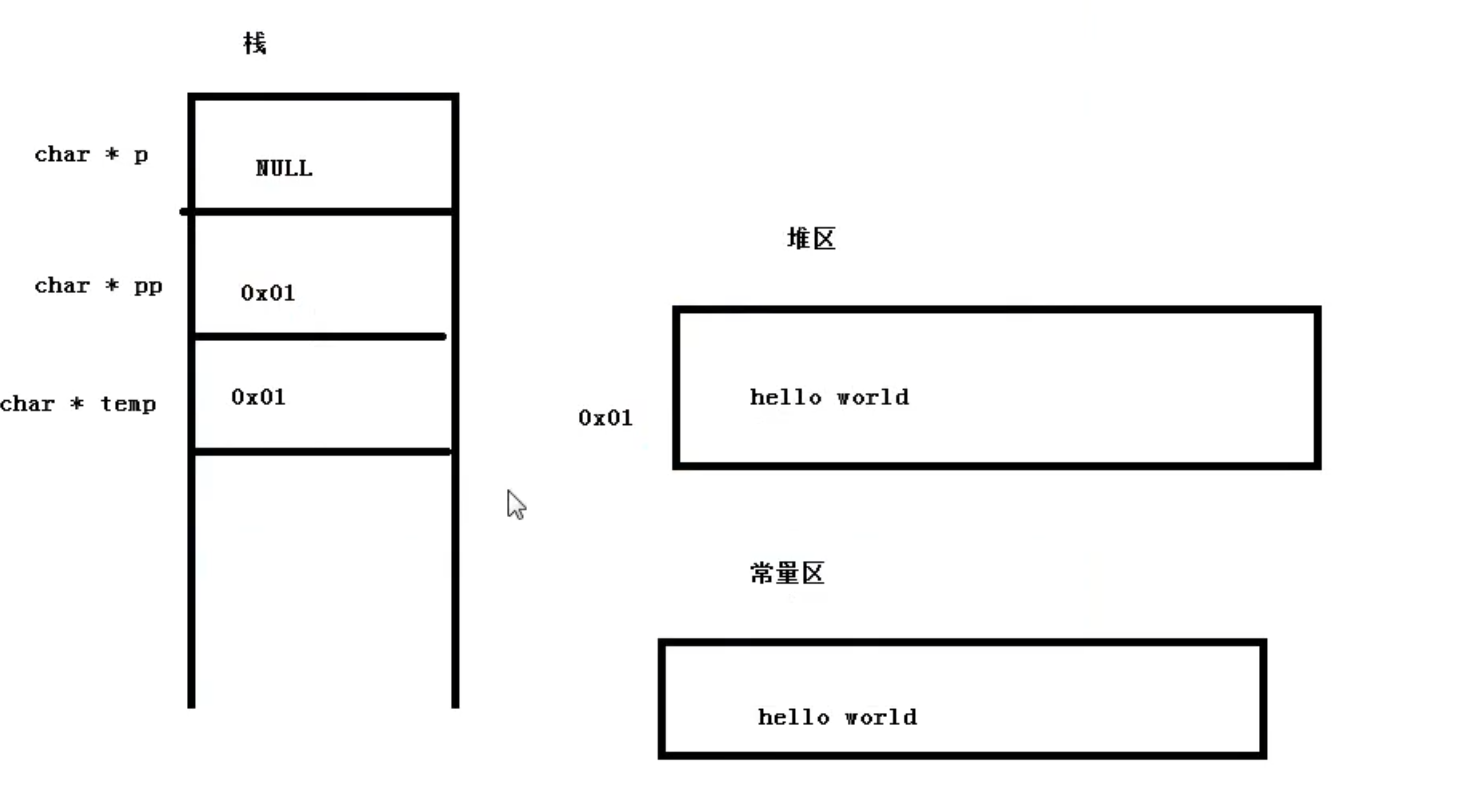 栈
char * p
NULL
堆区
char * pp
0x01
char * temp
0x01
0x01
hello world
常量区
hello world